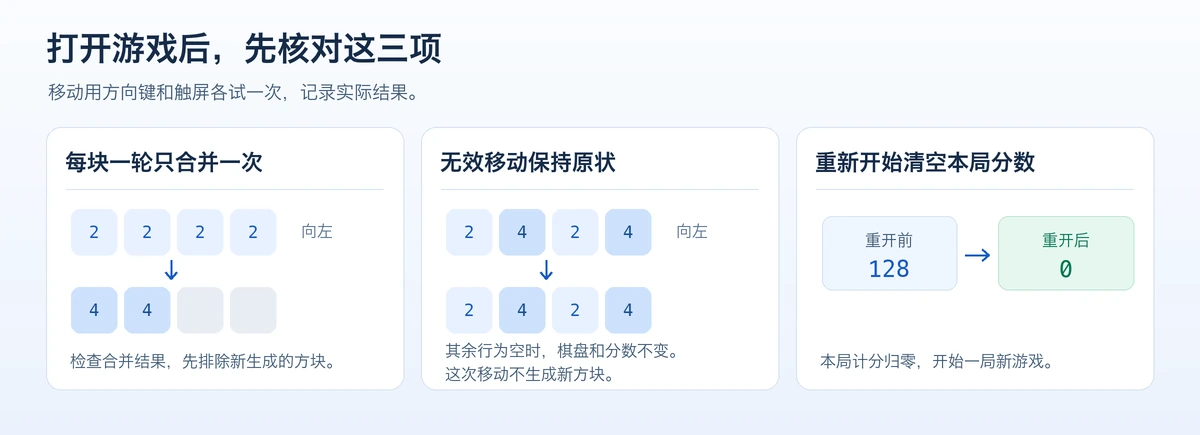 打开游戏后，先核对这三项
移动用方向键和触屏各试一次，记录实际结果。
每块一轮只合并一次
2 2 2 2 向左
↓
4 4
检查合并结果，先排除新生成的方块。
无效移动保持原状
2 4 2 4 向左
↓
2 4 2 4
其余行为空时，棋盘和分数不变。
这次移动不生成新方块。
重新开始清空本局分数
重开前
128
→
重开后
0
本局计分归零，开始一局新游戏。